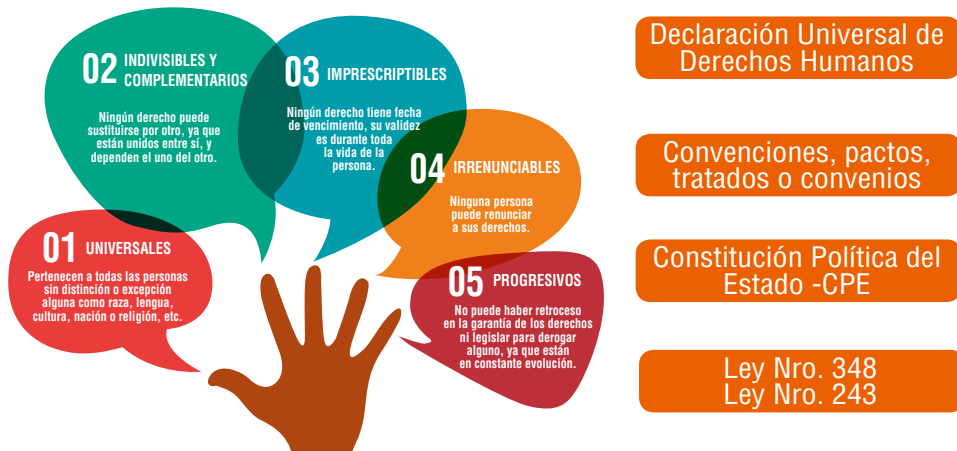 01 UNIVERSALES
Pertenecen a todas las personas
sin distinción o excepción
alguna como raza, lengua,
cultura, nación o religión, etc.
02 INDIVISIBLES Y
COMPLEMENTARIOS
Ningún derecho puede
sustituirse por otro, ya que
están unidos entre sí, y
dependen el uno del otro.
03 IMPRESCRIPTIBLES
Ningún derecho tiene fecha
de vencimiento, su validez
es durante toda
la vida de la
persona.
04 IRRENUNCIABLES
Ninguna persona
puede renunciar
a sus derechos.
05 PROGRESIVOS
No puede haber retroceso
en la garantía de los derechos
ni legislar para derogar
alguno, ya que están
en constante evolución.
Declaración Universal de
Derechos Humanos
Convenciones, pactos,
tratados o convenios
Constitución Política del
Estado -CPE
Ley Nro. 348
Ley Nro. 243